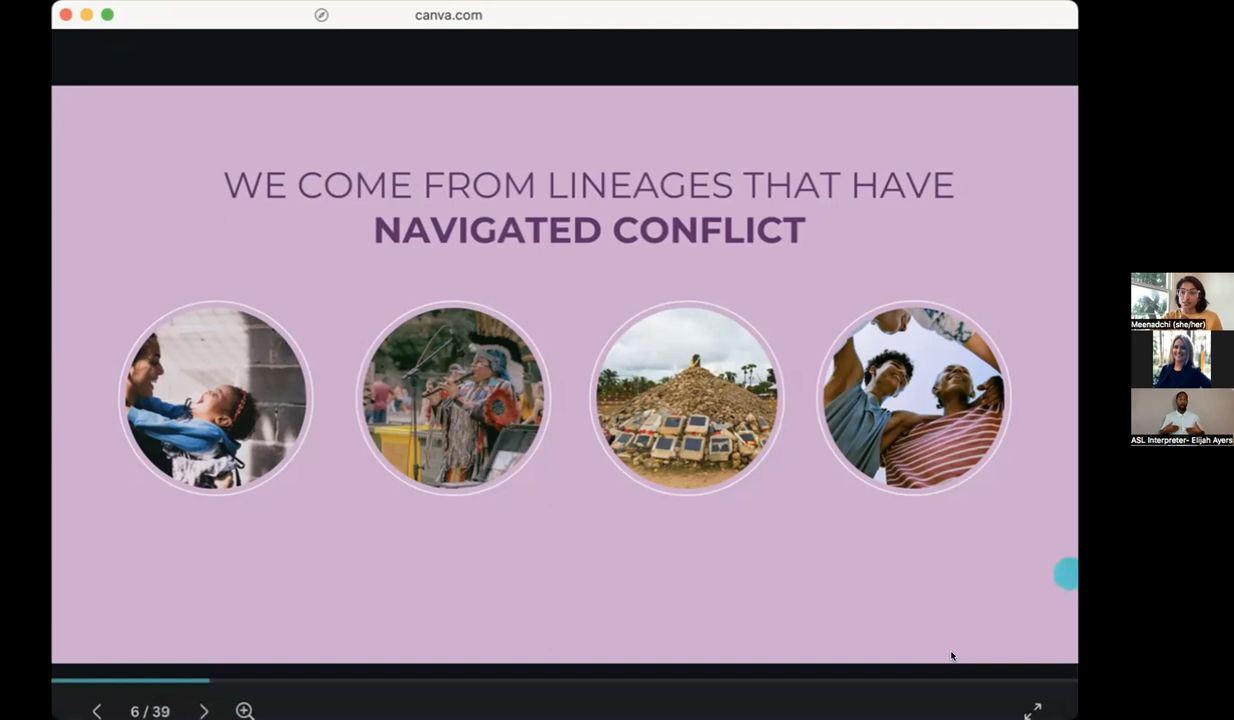 canva.com
WE COME FROM LINEAGES THAT HAVE
NAVIGATED CONFLICT
Meenadchi (she/her)
ASL Interpreter- Elijah Ayers
6 / 39